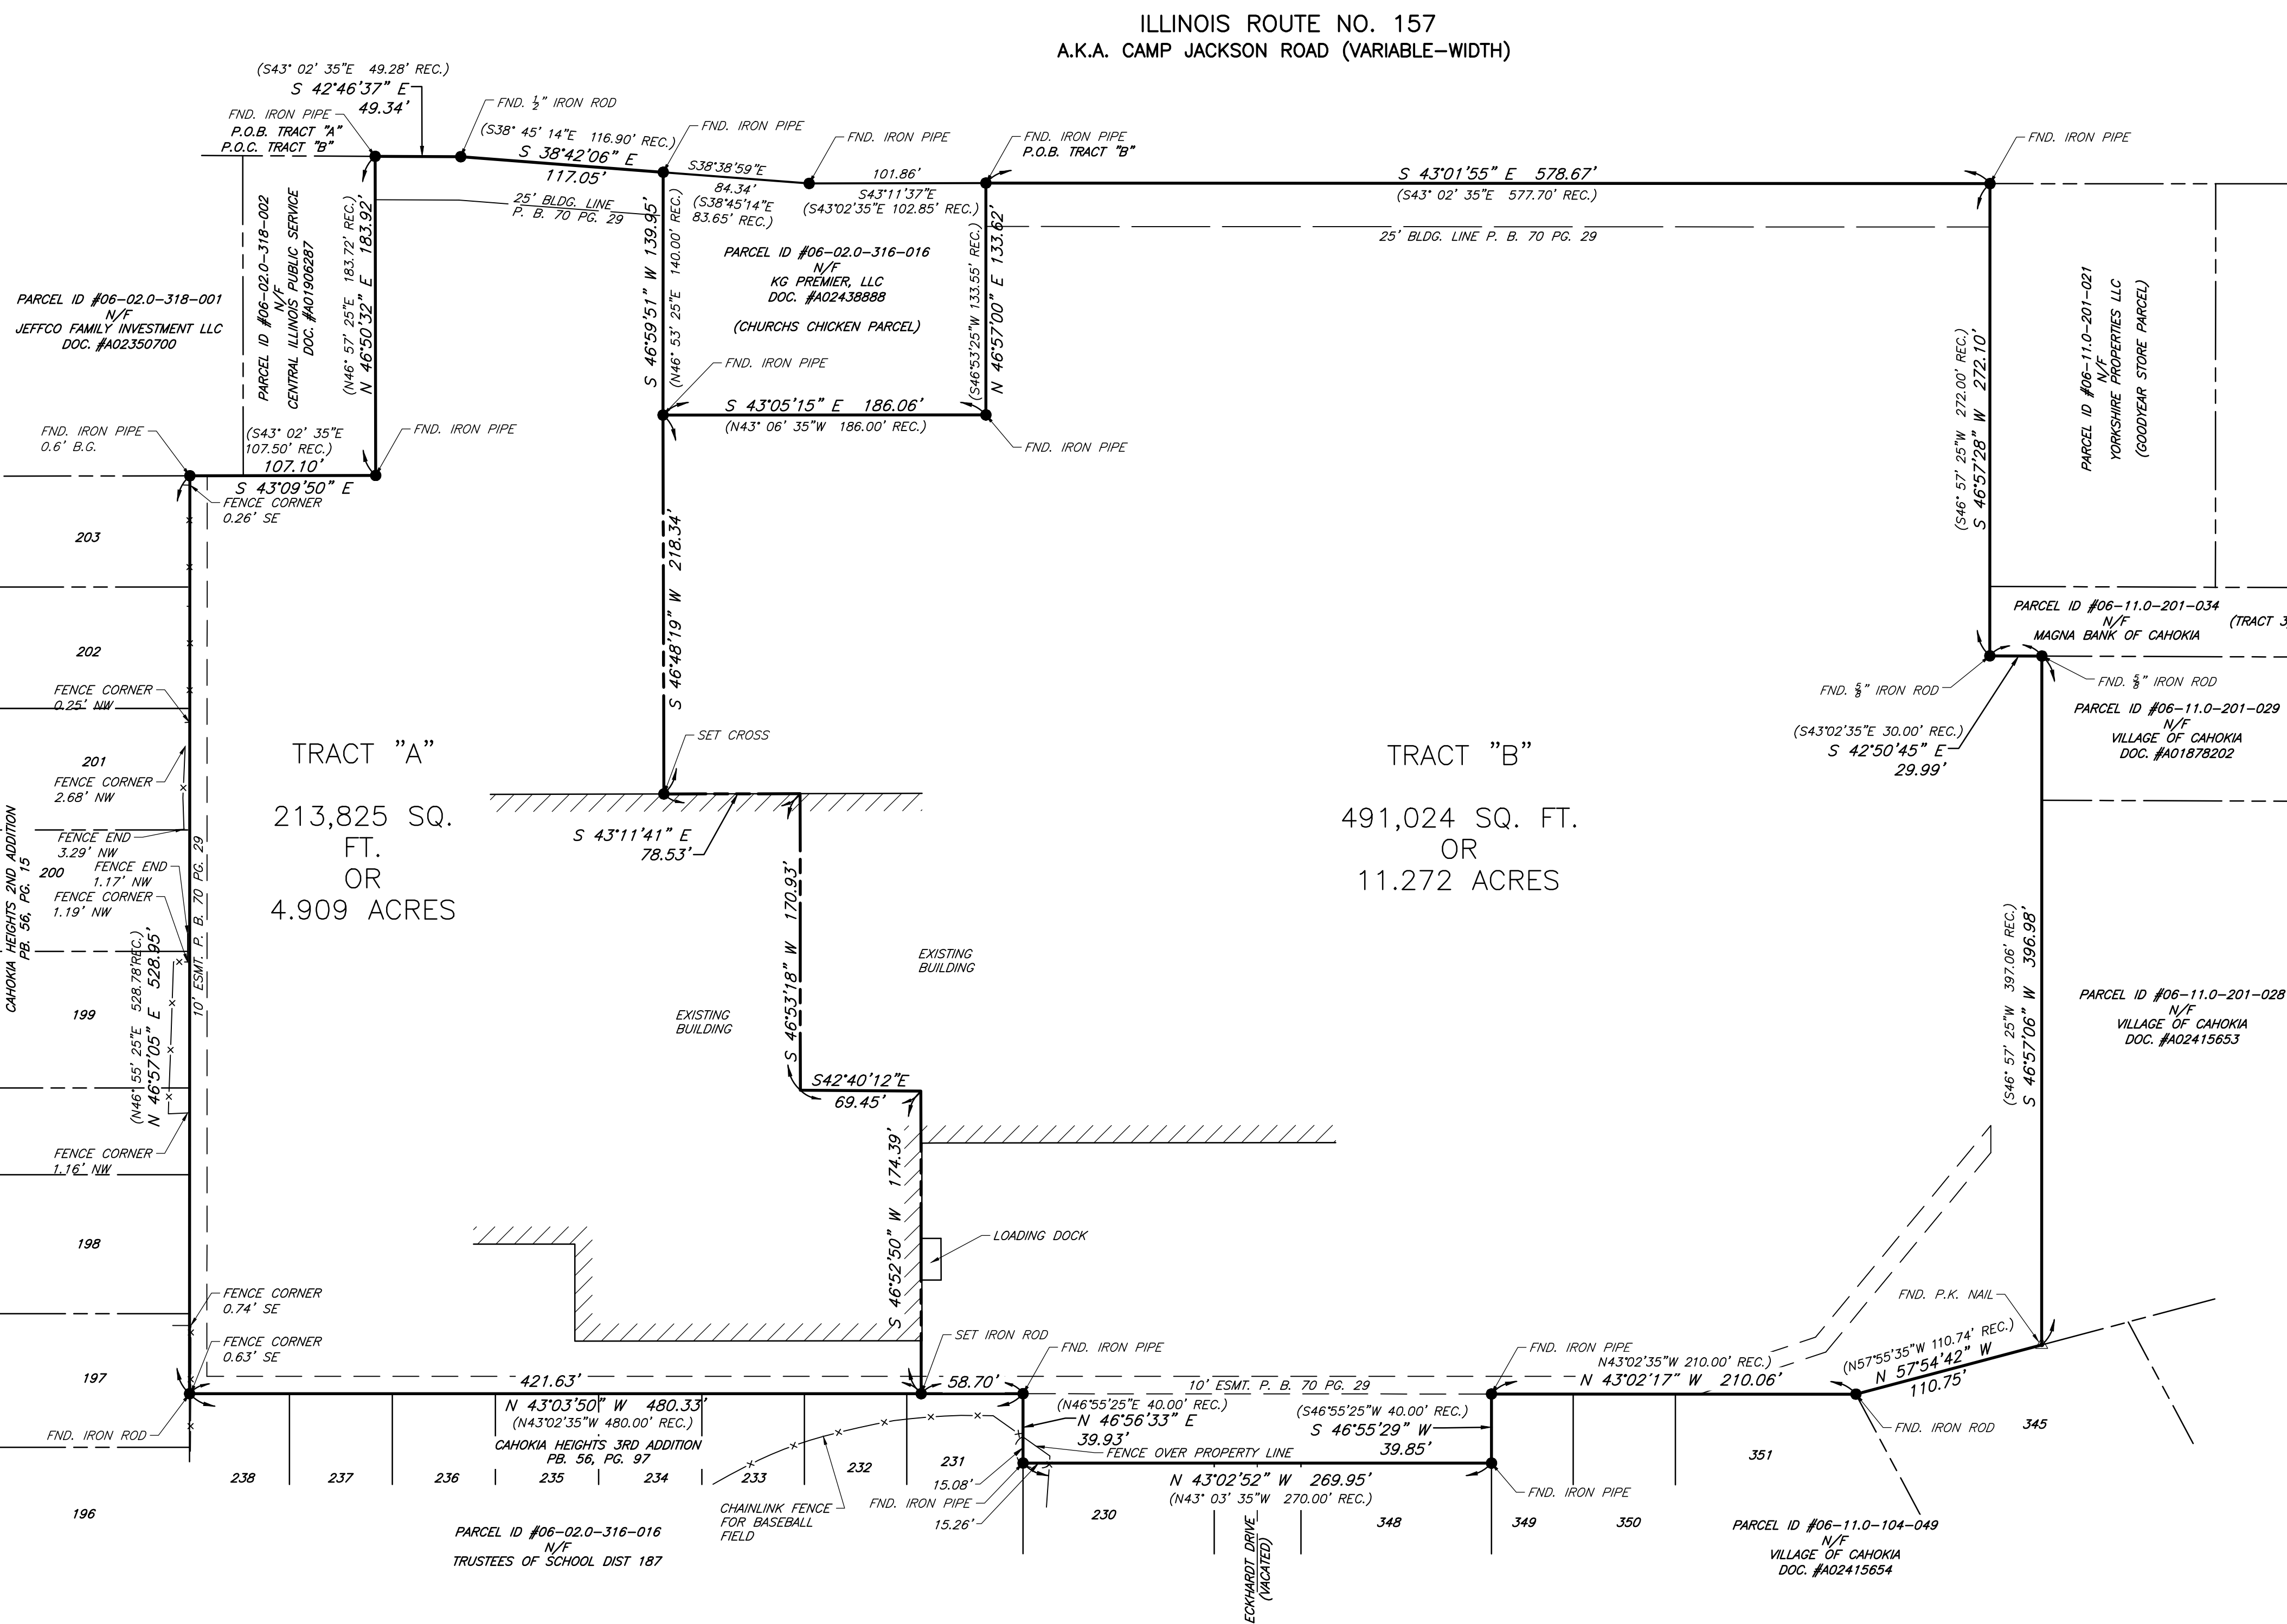 ILLINOIS ROUTE NO. 157
A.K.A. CAMP JACKSON ROAD (VARIABLE-WIDTH)
(S43° 02' 35"E 49.28' REC.)
S 42°46'37" E
49.34'
FND. IRON PIPE
P.O.B. TRACT "A"
P.O.C. TRACT "B"
FND. ½" IRON ROD
(S38° 45' 14"E 116.90' REC.)
S 38°42'06" E
117.05'
FND. IRON PIPE
S38°38'59"E
84.34'
(S38°45'14"E
83.65' REC.)
FND. IRON PIPE
101.86'
S43°11'37"E
(S43°02'35"E 102.85' REC.)
FND. IRON PIPE
P.O.B. TRACT "B"
S 43°01'55" E 578.67'
(S43° 02' 35"E 577.70' REC.)
25' BLDG. LINE P. B. 70 PG. 29
FND. IRON PIPE
25' BLDG. LINE
P. B. 70 PG. 29
PARCEL ID #06-02.0-318-001
N/F
JEFFCO FAMILY INVESTMENT LLC
DOC. #A02350700
PARCEL ID #06-02.0-318-002
N/F
CENTRAL ILLINOIS PUBLIC SERVICE
DOC. #A01906287
(N46° 57' 25"E 183.72' REC.)
N 46°50'32" E 183.92'
S 46°59'51" W 139.95'
(N46° 53' 25"E 140.00' REC.)
PARCEL ID #06-02.0-316-016
N/F
KG PREMIER, LLC
DOC. #A02438888
(CHURCHS CHICKEN PARCEL)
(S46°53'25"W 133.55' REC.)
N 46°57'00" E 133.62'
FND. IRON PIPE
S 43°05'15" E 186.06'
(N43° 06' 35"W 186.00' REC.)
FND. IRON PIPE
(S46° 57' 25"W 272.00' REC.)
S 46°57'28" W 272.10'
PARCEL ID #06-11.0-201-021
N/F
YORKSHIRE PROPERTIES LLC
(GOODYEAR STORE PARCEL)
FND. IRON PIPE
0.6' B.G.
(S43° 02' 35"E
107.50' REC.)
107.10'
S 43°09'50" E
FND. IRON PIPE
FENCE CORNER
0.26' SE
203
202
FENCE CORNER
0.25' NW
201
FENCE CORNER
2.68' NW
FENCE END
3.29' NW
200
FENCE END
1.17' NW
FENCE CORNER
1.19' NW
CAHOKIA HEIGHTS 2ND ADDITION
PB. 56, PG. 15
199
(N46° 55' 25"E 528.78'REC.)
N 46°57'05" E 528.95'
10' ESMT. P. B. 70 PG. 29
FENCE CORNER
1.16' NW
198
FENCE CORNER
0.74' SE
FENCE CORNER
0.63' SE
197
FND. IRON ROD
196
TRACT "A"
213,825 SQ.
FT.
OR
4.909 ACRES
S 46°48'19" W 218.34'
SET CROSS
S 43°11'41" E
78.53'
S 46°53'18" W 170.93'
EXISTING
BUILDING
EXISTING
BUILDING
S42°40'12"E
69.45'
S 46°52'50" W 174.39'
LOADING DOCK
SET IRON ROD
TRACT "B"
491,024 SQ. FT.
OR
11.272 ACRES
PARCEL ID #06-11.0-201-034
N/F
MAGNA BANK OF CAHOKIA
(TRACT 3
FND. ⅝" IRON ROD
FND. ⅝" IRON ROD
(S43°02'35"E 30.00' REC.)
S 42°50'45" E
29.99'
PARCEL ID #06-11.0-201-029
N/F
VILLAGE OF CAHOKIA
DOC. #A01878202
(S46° 57' 25"W 397.06' REC.)
S 46°57'06" W 396.98'
PARCEL ID #06-11.0-201-028
N/F
VILLAGE OF CAHOKIA
DOC. #A02415653
FND. P.K. NAIL
(N57°55'35"W 110.74' REC.)
N 57°54'42" W
110.75'
FND. IRON ROD
345
421.63'
N 43°03'50" W 480.33'
(N43°02'35"W 480.00' REC.)
CAHOKIA HEIGHTS 3RD ADDITION
PB. 56, PG. 97
58.70'
FND. IRON PIPE
10' ESMT. P. B. 70 PG. 29
(N46°55'25"E 40.00' REC.)
N 46°56'33" E
39.93'
FENCE OVER PROPERTY LINE
(S46°55'25"W 40.00' REC.)
S 46°55'29" W
39.85'
FND. IRON PIPE
N43°02'35"W 210.00' REC.)
N 43°02'17" W 210.06'
238
237
236
235
234
233
232
231
15.08'
FND. IRON PIPE
15.26'
CHAINLINK FENCE
FOR BASEBALL
FIELD
N 43°02'52" W 269.95'
(N43° 03' 35"W 270.00' REC.)
FND. IRON PIPE
230
ECKHARDT DRIVE
(VACATED)
348
349
350
351
PARCEL ID #06-02.0-316-016
N/F
TRUSTEES OF SCHOOL DIST 187
PARCEL ID #06-11.0-104-049
N/F
VILLAGE OF CAHOKIA
DOC. #A02415654